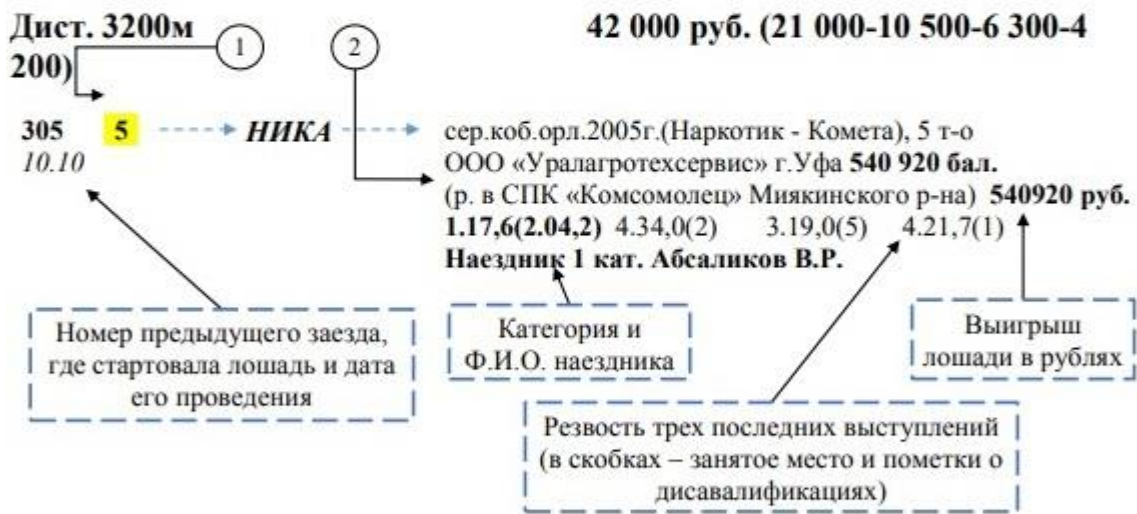 Дист. 3200м
42 000 руб. (21 000-10 500-6 300-4
200)
1
2
305 5 НИКА
10.10
сер.коб.орл.2005г.(Наркотик - Комета), 5 т-о
ООО «Уралагротехсервис» г.Уфа 540 920 бал.
(р. в СПК «Комсомолец» Миякинского р-на) 540920 руб.
1.17,6(2.04,2) 4.34,0(2) 3.19,0(5) 4.21,7(1)
Наездник 1 кат. Абсаликов В.Р.
Номер предыдущего заезда,
где стартовала лошадь и дата
его проведения
Категория и
Ф.И.О. наездника
Выигрыш
лошади в рублях
Резвость трех последних выступлений
(в скобках – занятое место и пометки о
дисавалификациях)